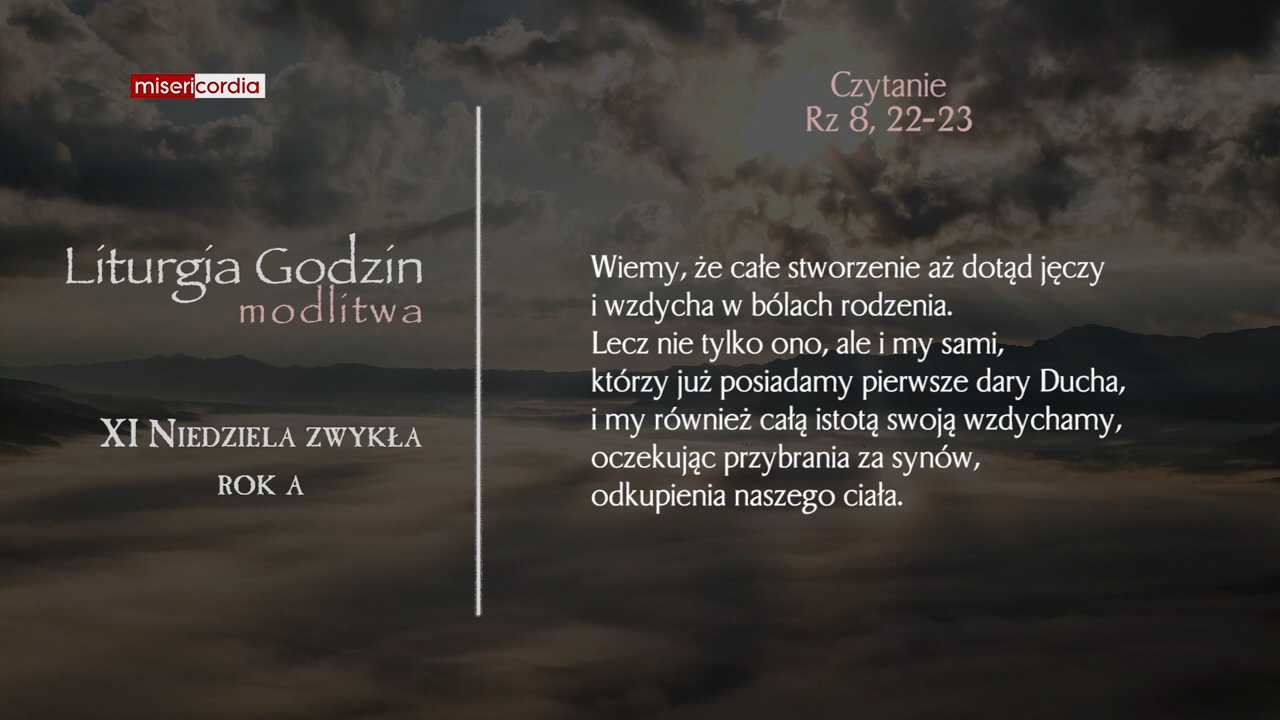 misericordia
Liturgia Godzin
modlitwa
XI Niedziela zwykła
rok A
Czytanie
Rz 8, 22-23
Wiemy, że całe stworzenie aż dotąd jęczy
i wzdycha w bólach rodzenia.
Lecz nie tylko ono, ale i my sami,
którzy już posiadamy pierwsze dary Ducha,
i my również całą istotą swoją wzdychamy,
oczekując przybrania za synów,
odkupienia naszego ciała.